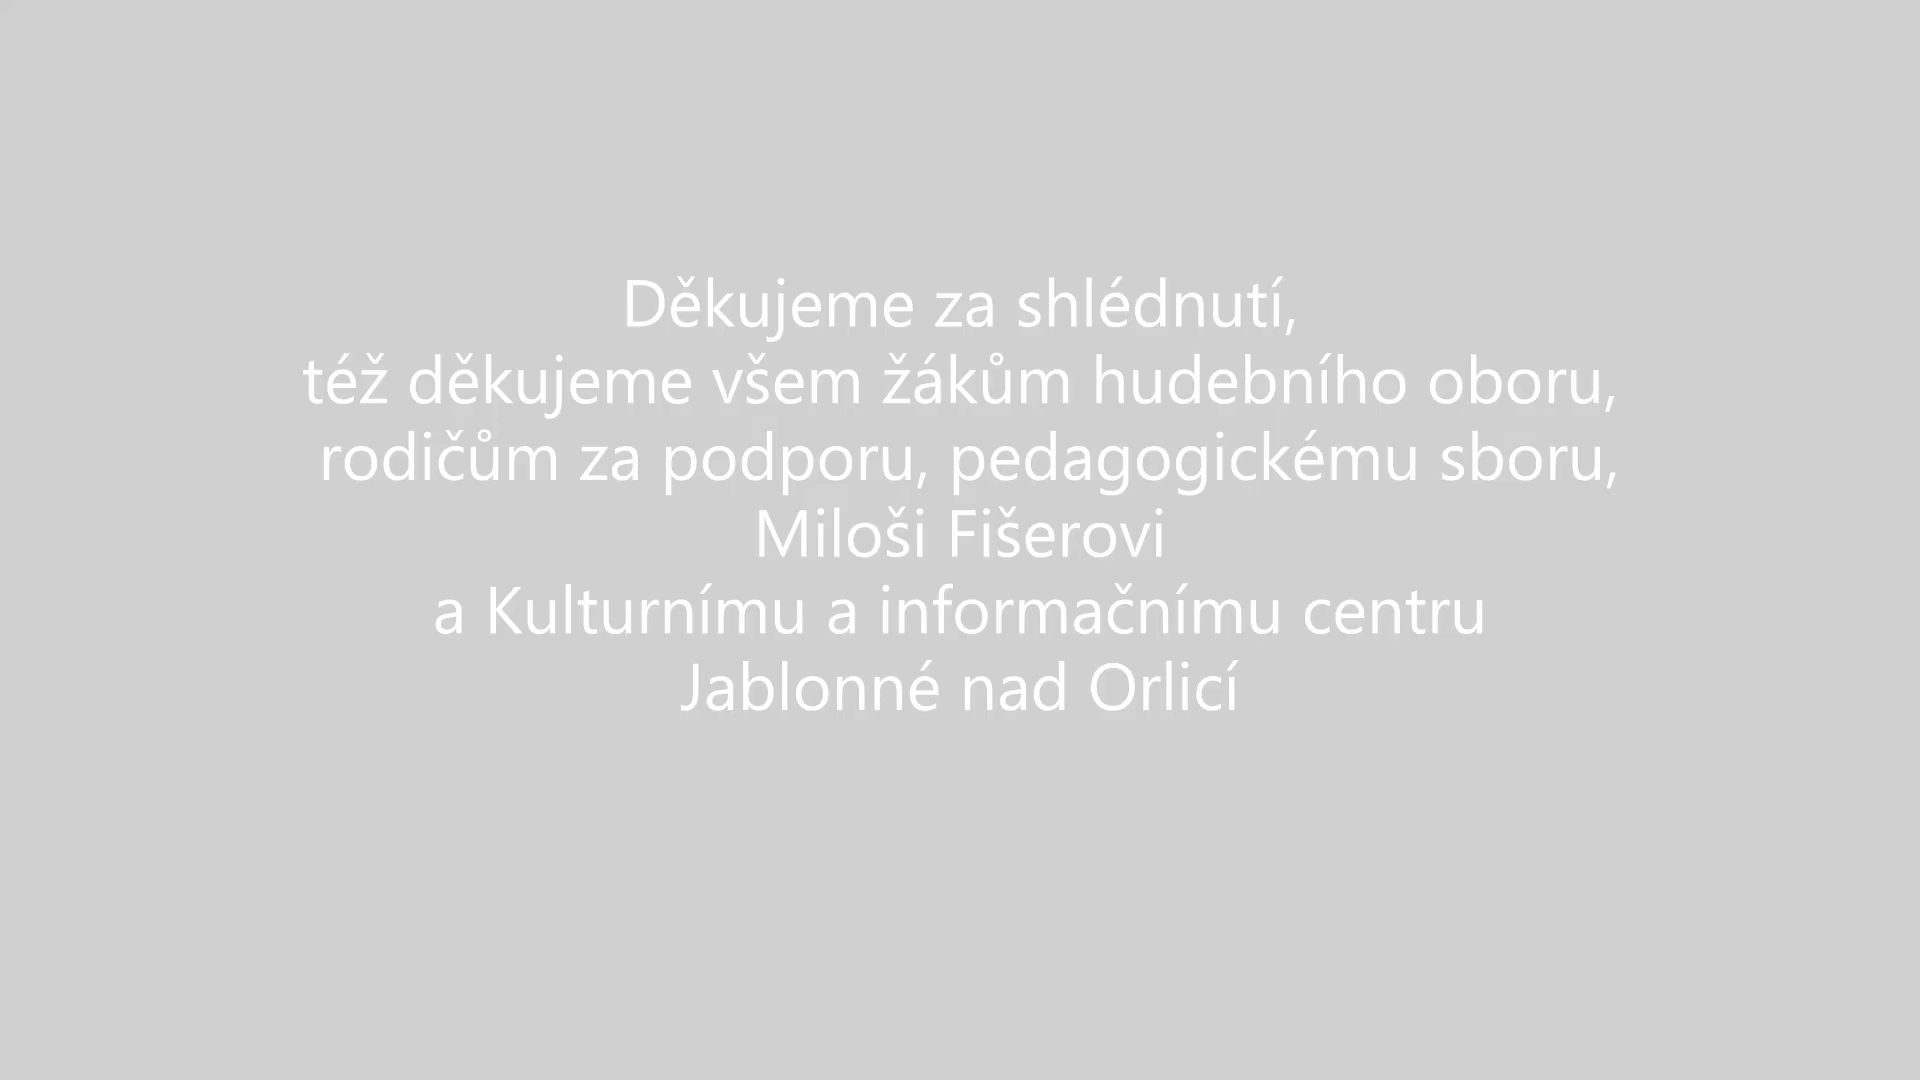 Děkujeme za shlédnutí,
též děkujeme všem žákům hudebního oboru,
rodičům za podporu, pedagogickému sboru,
Miloši Fišerovi
a Kulturnímu a informačnímu centru
Jablonné nad Orlicí